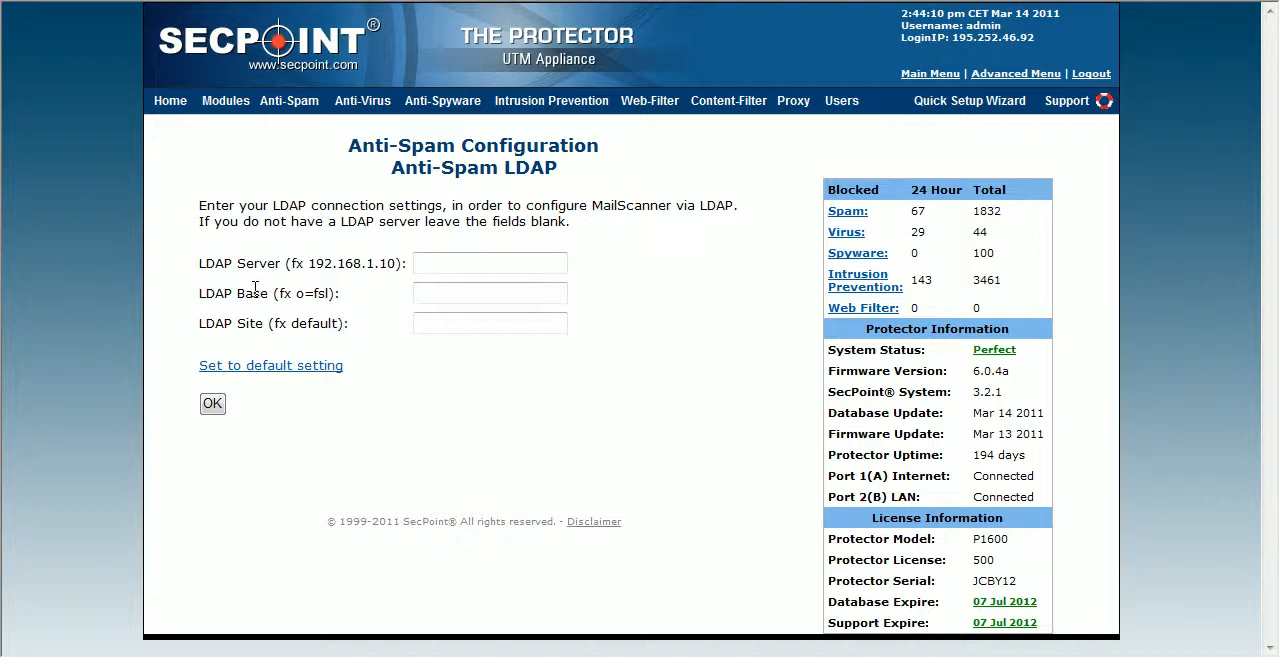 SECPOINT®
www.secpoint.com
THE PROTECTOR
UTM Appliance
2:44:10 pm CET Mar 14 2011
Username: admin
LoginIP: 195.252.46.92
Main Menu | Advanced Menu | Logout
Home Modules Anti-Spam Anti-Virus Anti-Spyware Intrusion Prevention Web-Filter Content-Filter Proxy Users Quick Setup Wizard Support
Anti-Spam Configuration
Anti-Spam LDAP
Enter your LDAP connection settings, in order to configure MailScanner via LDAP.
If you do not have a LDAP server leave the fields blank.
LDAP Server (fx 192.168.1.10):
LDAP Base (fx o=fsl):
LDAP Site (fx default):
Set to default setting
OK
© 1999-2011 SecPoint® All rights reserved. - Disclaimer
Blocked 24 Hour Total
Spam: 67 1832
Virus: 29 44
Spyware: 0 100
Intrusion
Prevention: 143 3461
Web Filter: 0 0
Protector Information
System Status: Perfect
Firmware Version: 6.0.4a
SecPoint® System: 3.2.1
Database Update: Mar 14 2011
Firmware Update: Mar 13 2011
Protector Uptime: 194 days
Port 1(A) Internet: Connected
Port 2(B) LAN: Connected
License Information
Protector Model: P1600
Protector License: 500
Protector Serial: JCBY12
Database Expire: 07 Jul 2012
Support Expire: 07 Jul 2012